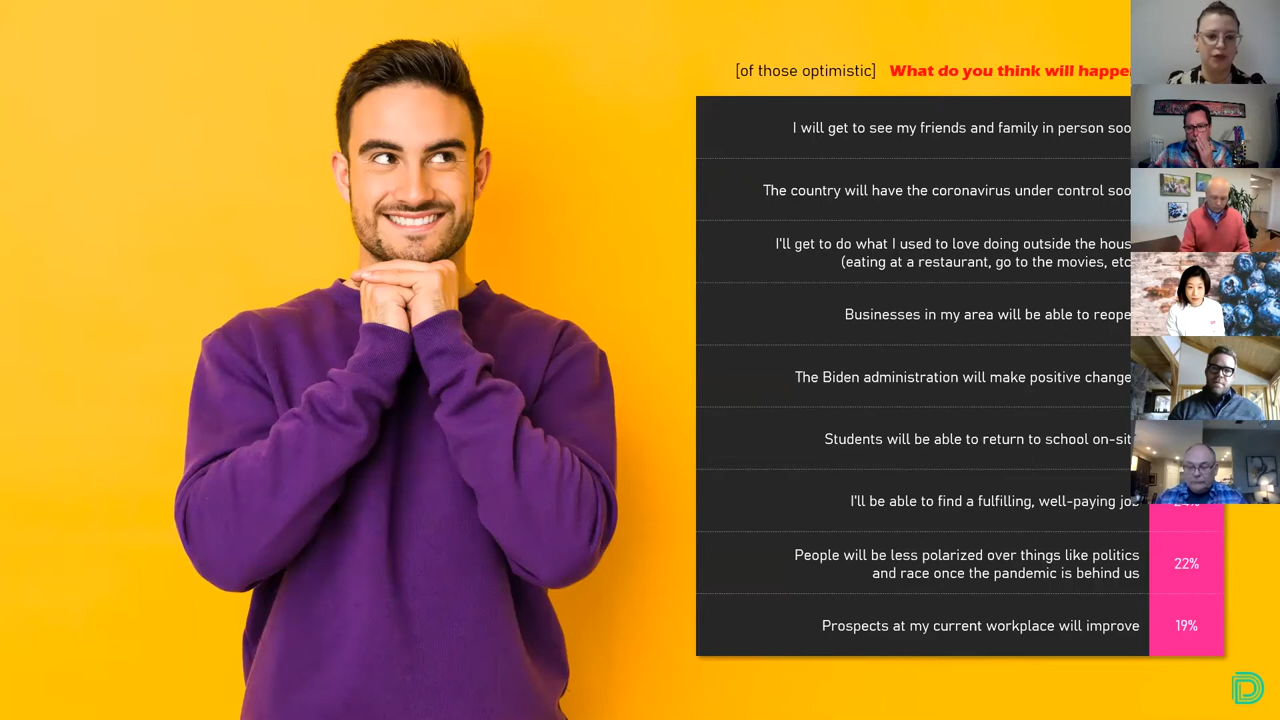 [of those optimistic] What do you think will happe
I will get to see my friends and family in person soo
The country will have the coronavirus under control soo
I'll get to do what I used to love doing outside the hous
(eating at a restaurant, go to the movies, etc
Businesses in my area will be able to reope
The Biden administration will make positive change
Students will be able to return to school on-sit
I'll be able to find a fulfilling, well-paying job
People will be less polarized over things like politics
and race once the pandemic is behind us
22%
Prospects at my current workplace will improve
19%